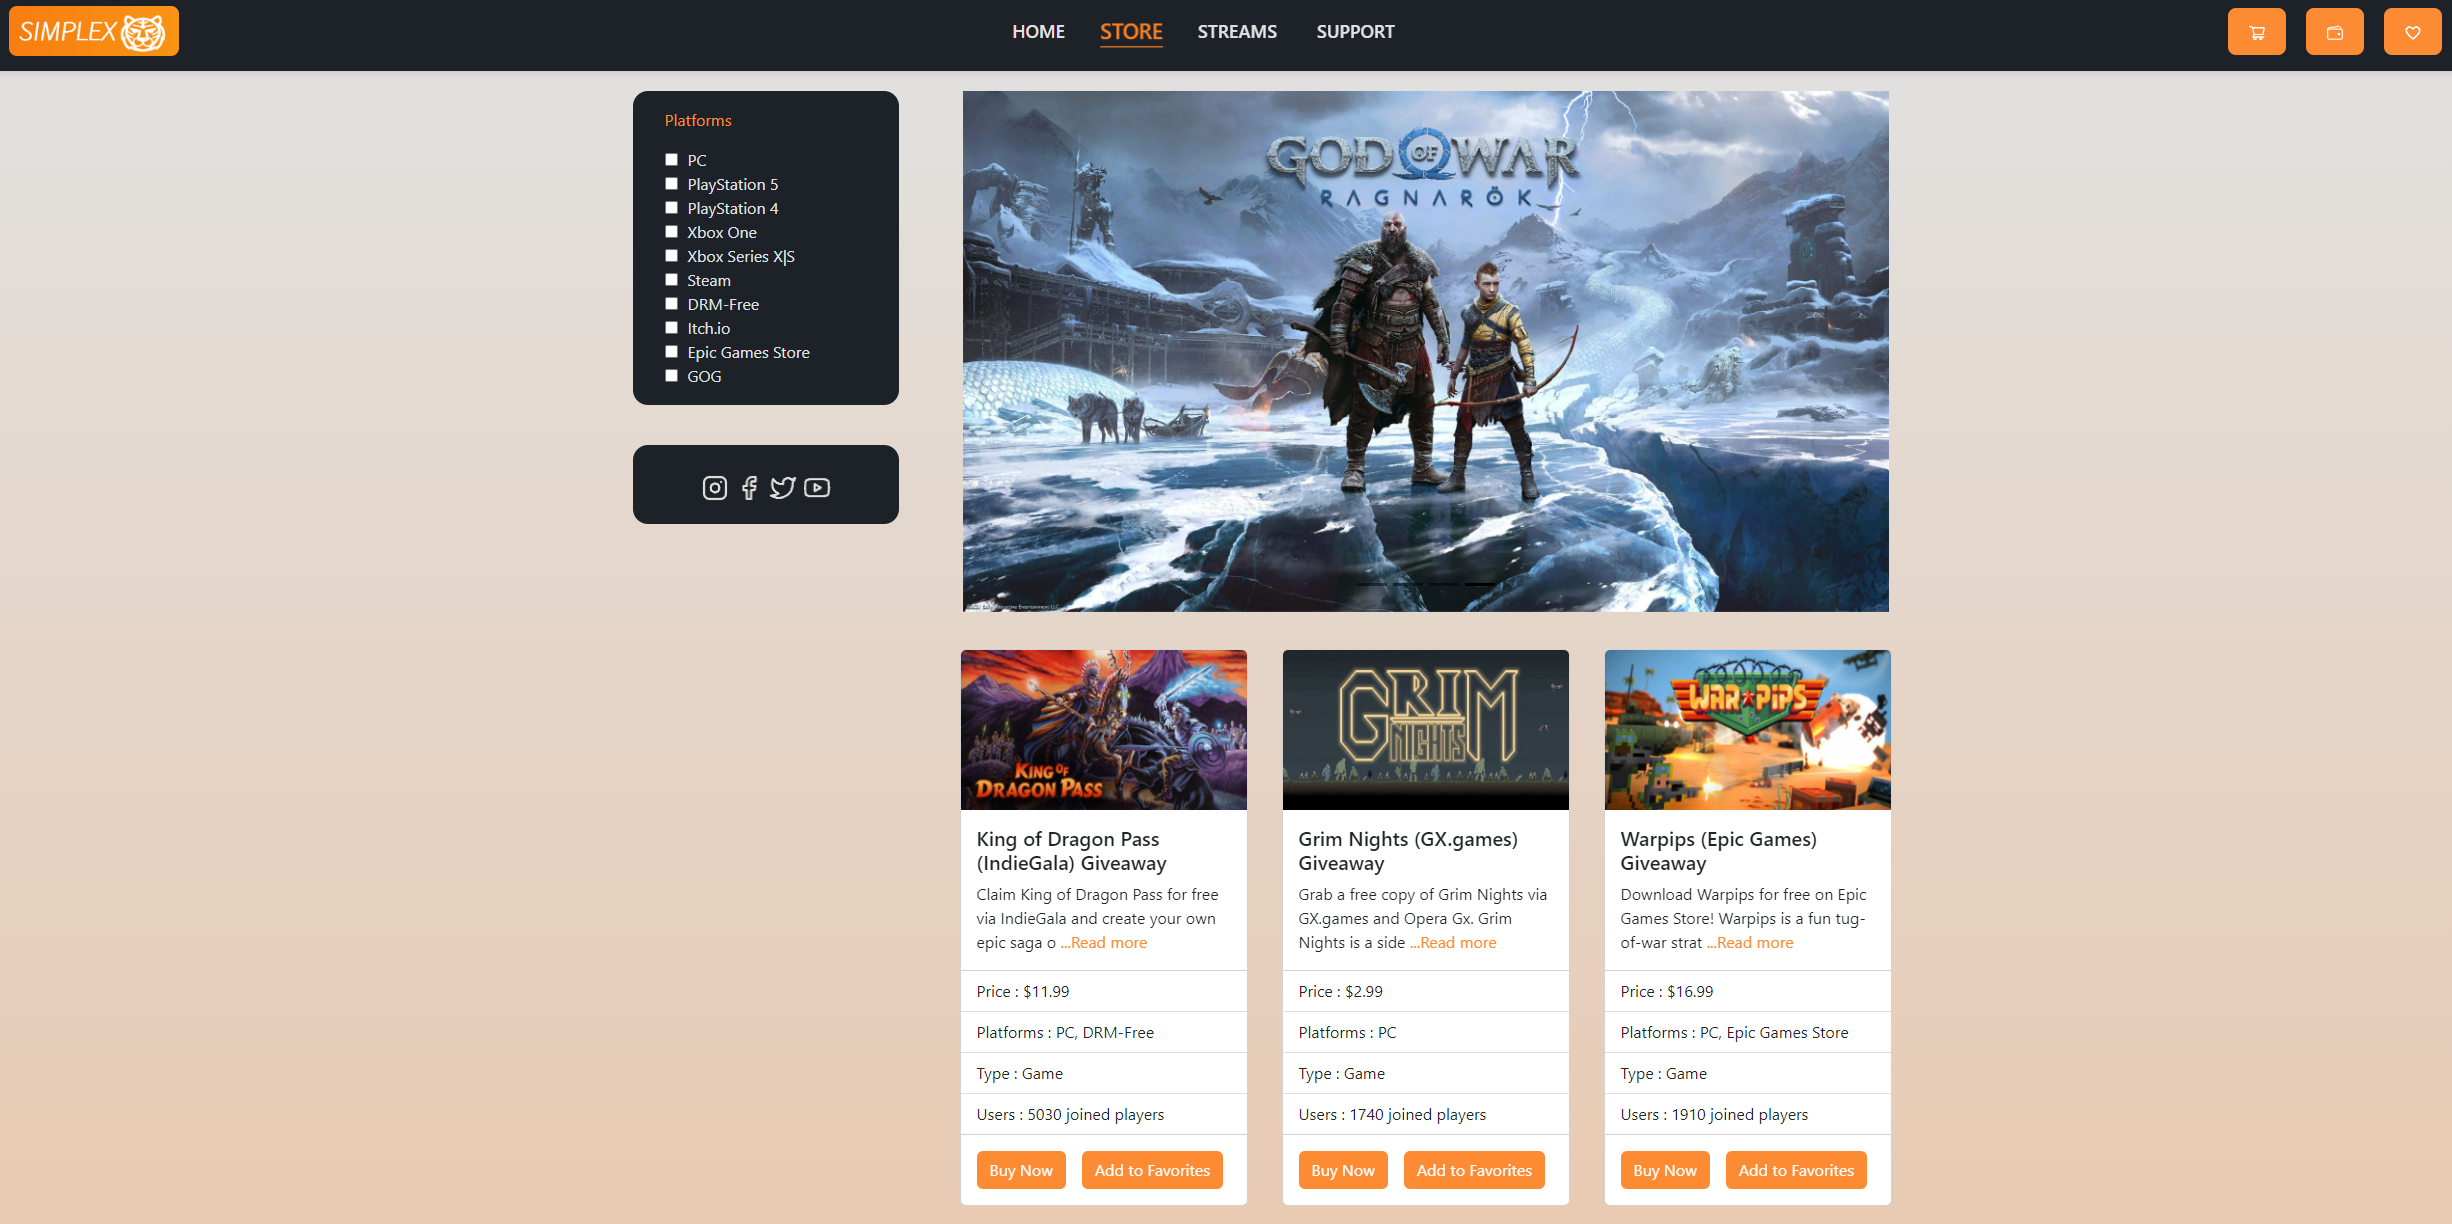 SIMPLEX
HOME
STORE
STREAMS
SUPPORT
Platforms
PC
PlayStation 5
PlayStation 4
Xbox One
Xbox Series X|S
Steam
DRM-Free
Itch.io
Epic Games Store
GOG
GOD OF WAR
RAGNARÖK
KING OF
DRAGON PASS
King of Dragon Pass
(IndieGala) Giveaway
Claim King of Dragon Pass for free
via IndieGala and create your own
epic saga o ...Read more
Price : $11.99
Platforms : PC, DRM-Free
Type : Game
Users : 5030 joined players
Buy Now
Add to Favorites
GRIM
NIGHTS
Grim Nights (GX.games)
Giveaway
Grab a free copy of Grim Nights via
GX.games and Opera Gx. Grim
Nights is a side ...Read more
Price : $2.99
Platforms : PC
Type : Game
Users : 1740 joined players
Buy Now
Add to Favorites
WARPIPS
Warpips (Epic Games)
Giveaway
Download Warpips for free on Epic
Games Store! Warpips is a fun tug-
of-war strat ...Read more
Price : $16.99
Platforms : PC, Epic Games Store
Type : Game
Users : 1910 joined players
Buy Now
Add to Favorites